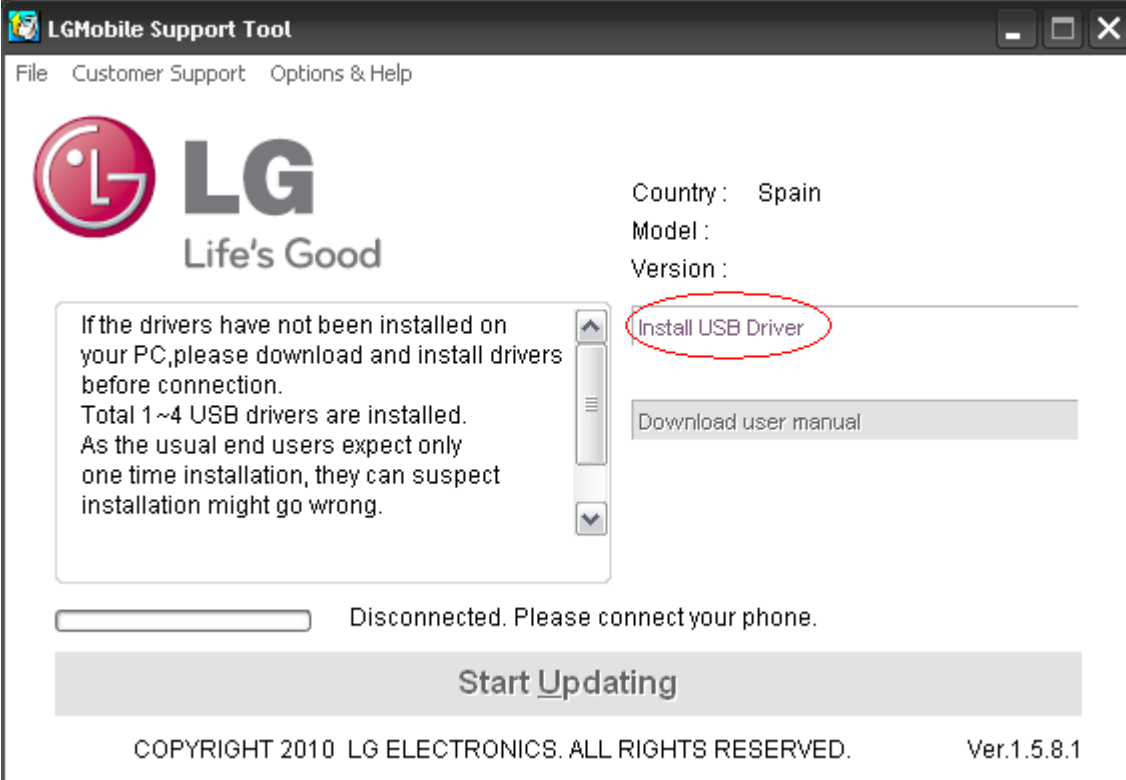 LGMobile Support Tool
File Customer Support Options & Help
LG
Life's Good
Country : Spain
Model :
Version :
If the drivers have not been installed on
your PC,please download and install drivers
before connection.
Total 1~4 USB drivers are installed.
As the usual end users expect only
one time installation, they can suspect
installation might go wrong.
Install USB Driver
Download user manual
Disconnected. Please connect your phone.
Start Updating
COPYRIGHT 2010 LG ELECTRONICS. ALL RIGHTS RESERVED. Ver.1.5.8.1